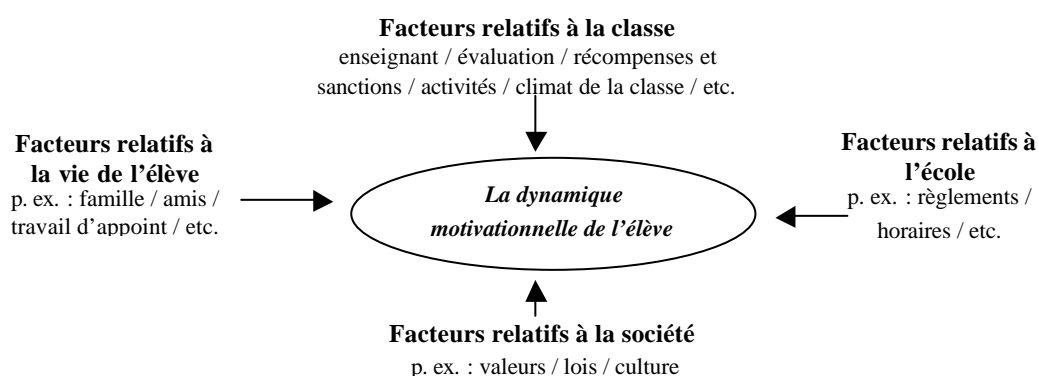 Facteurs relatifs à la classe
enseignant / évaluation / récompenses et
sanctions / activités / climat de la classe / etc.
Facteurs relatifs à
la vie de l'élève
p. ex. : famille / amis /
travail d'appoint / etc.
La dynamique
motivationnelle de l'élève
Facteurs relatifs à
l'école
p. ex. : règlements /
horaires / etc.
Facteurs relatifs à la société
p. ex. : valeurs / lois / culture